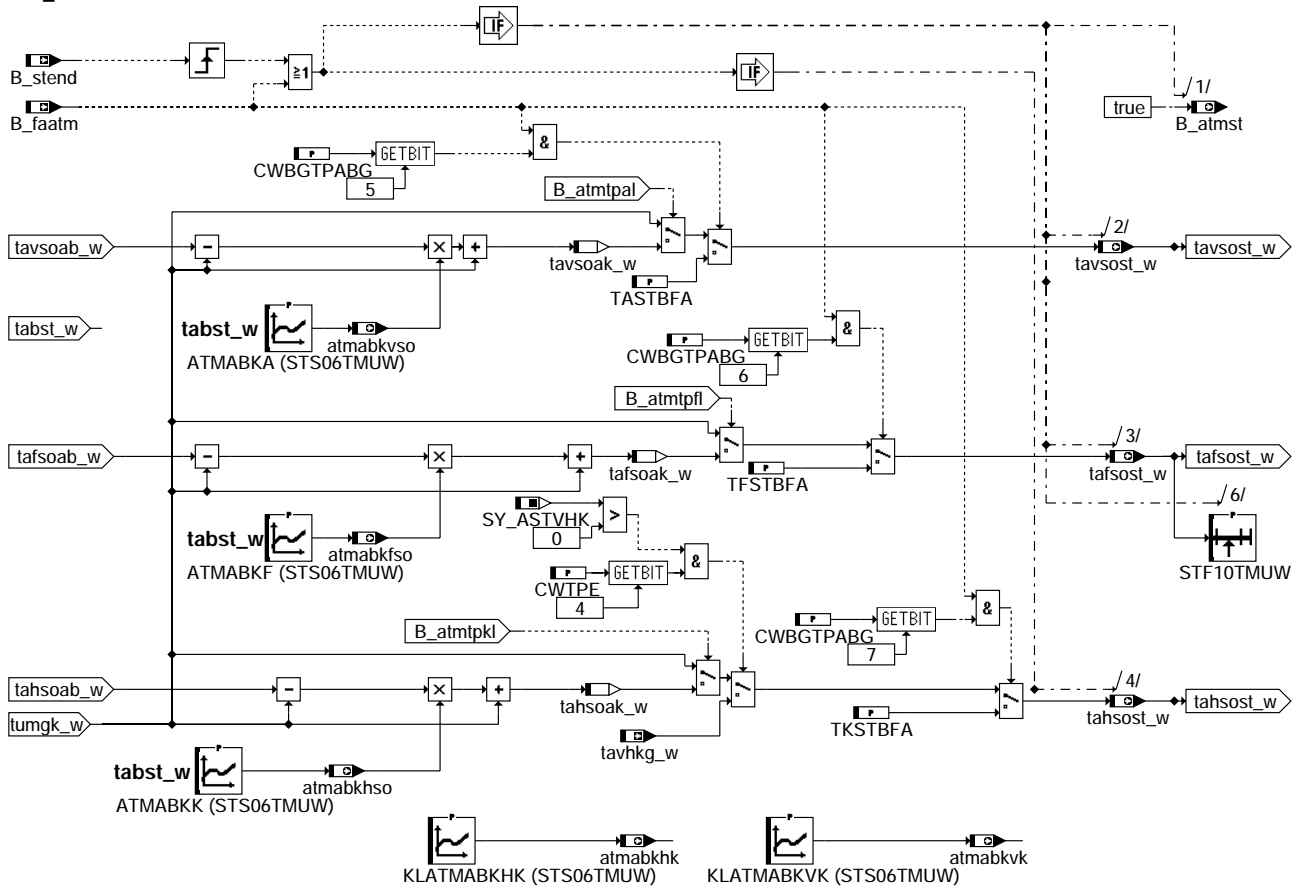 IF
B_stend
≧1
IF
/1/
B_faatm
true
B_atmst
&
P
GETBIT
CWBGTPABG
5
B_atmtpal
/2/
tavsoab_w
−
×
+
tavsoak_w
tavsost_w
tavsost_w
P
TASTBFA
P
tabst_w
tabst_w
atmabkvso
ATMABKA (STS06TMUW)
&
P
GETBIT
CWBGTPABG
6
B_atmtpfl
/3/
tafsoab_w
−
×
+
tafsoak_w
P
TFSTBFA
tafsost_w
tafsost_w
/6/
SY_ASTVHK
>
0
P
tabst_w
atmabkfso
ATMABKF (STS06TMUW)
STF10TMUW
&
P
GETBIT
CWTPE
4
&
P
GETBIT
CWBGTPABG
7
B_atmtpkl
/4/
tahsoab_w
−
×
+
tahsoak_w
tahsost_w
tahsost_w
P
TKSTBFA
tumgk_w
tavhkg_w
P
tabst_w
atmabkhso
ATMABKK (STS06TMUW)
P
atmabkhk
KLATMABKHK (STS06TMUW)
P
atmabkvk
KLATMABKVK (STS06TMUW)